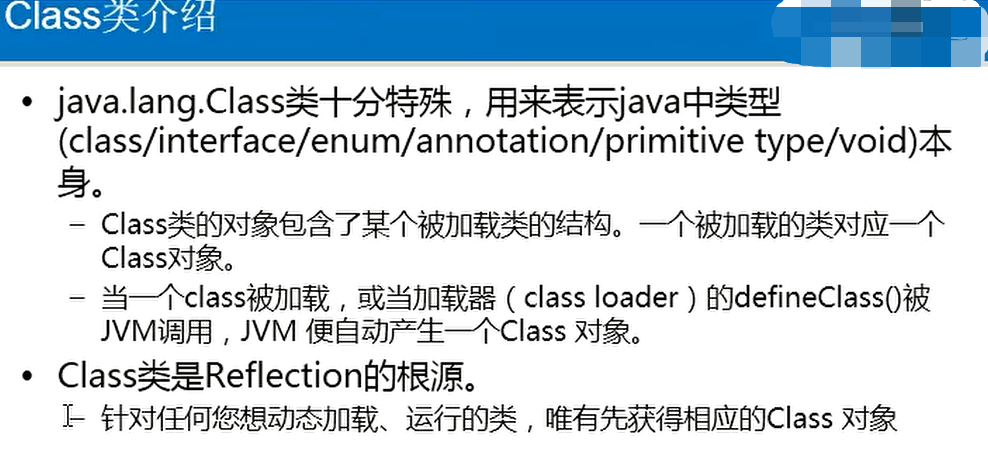 Class类介绍
• java.lang.Class类十分特殊，用来表示java中类型
(class/interface/enum/annotation/primitive type/void)本
身。
– Class类的对象包含了某个被加载类的结构。一个被加载的类对应一个
Class对象。
– 当一个class被加载，或当加载器（class loader）的defineClass()被
JVM调用，JVM 便自动产生一个Class 对象。
• Class类是Reflection的根源。
– 针对任何您想动态加载、运行的类，唯有先获得相应的Class 对象